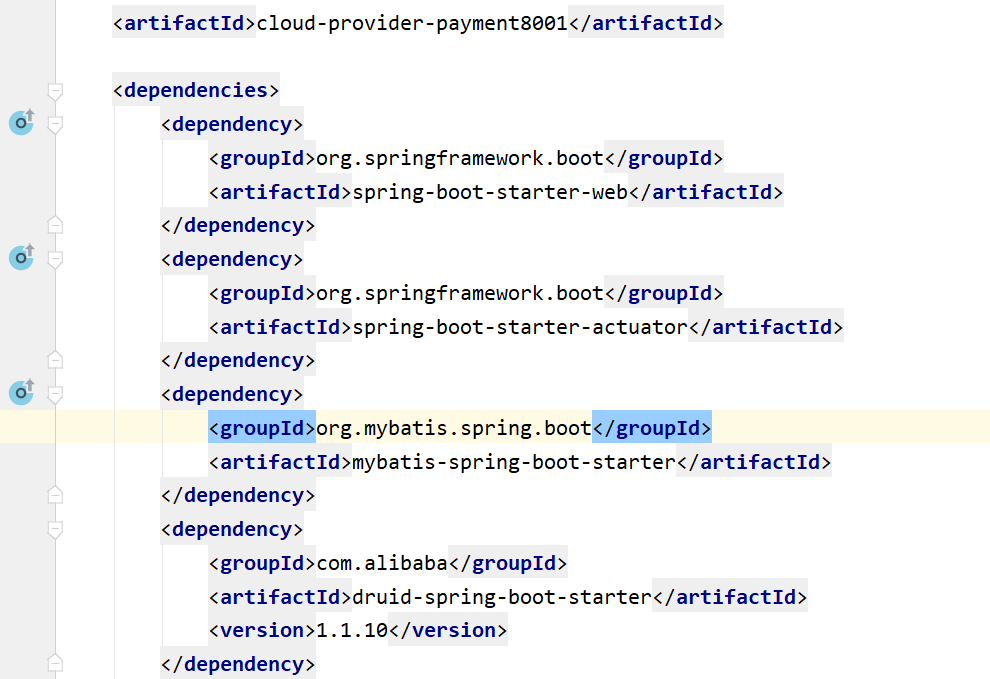 <artifactId>cloud-provider-payment8001</artifactId>
<dependencies>
<dependency>
<groupId>org.springframework.boot</groupId>
<artifactId>spring-boot-starter-web</artifactId>
</dependency>
<dependency>
<groupId>org.springframework.boot</groupId>
<artifactId>spring-boot-starter-actuator</artifactId>
</dependency>
<dependency>
<groupId>org.mybatis.spring.boot</groupId>
<artifactId>mybatis-spring-boot-starter</artifactId>
</dependency>
<dependency>
<groupId>com.alibaba</groupId>
<artifactId>druid-spring-boot-starter</artifactId>
<version>1.1.10</version>
</dependency>